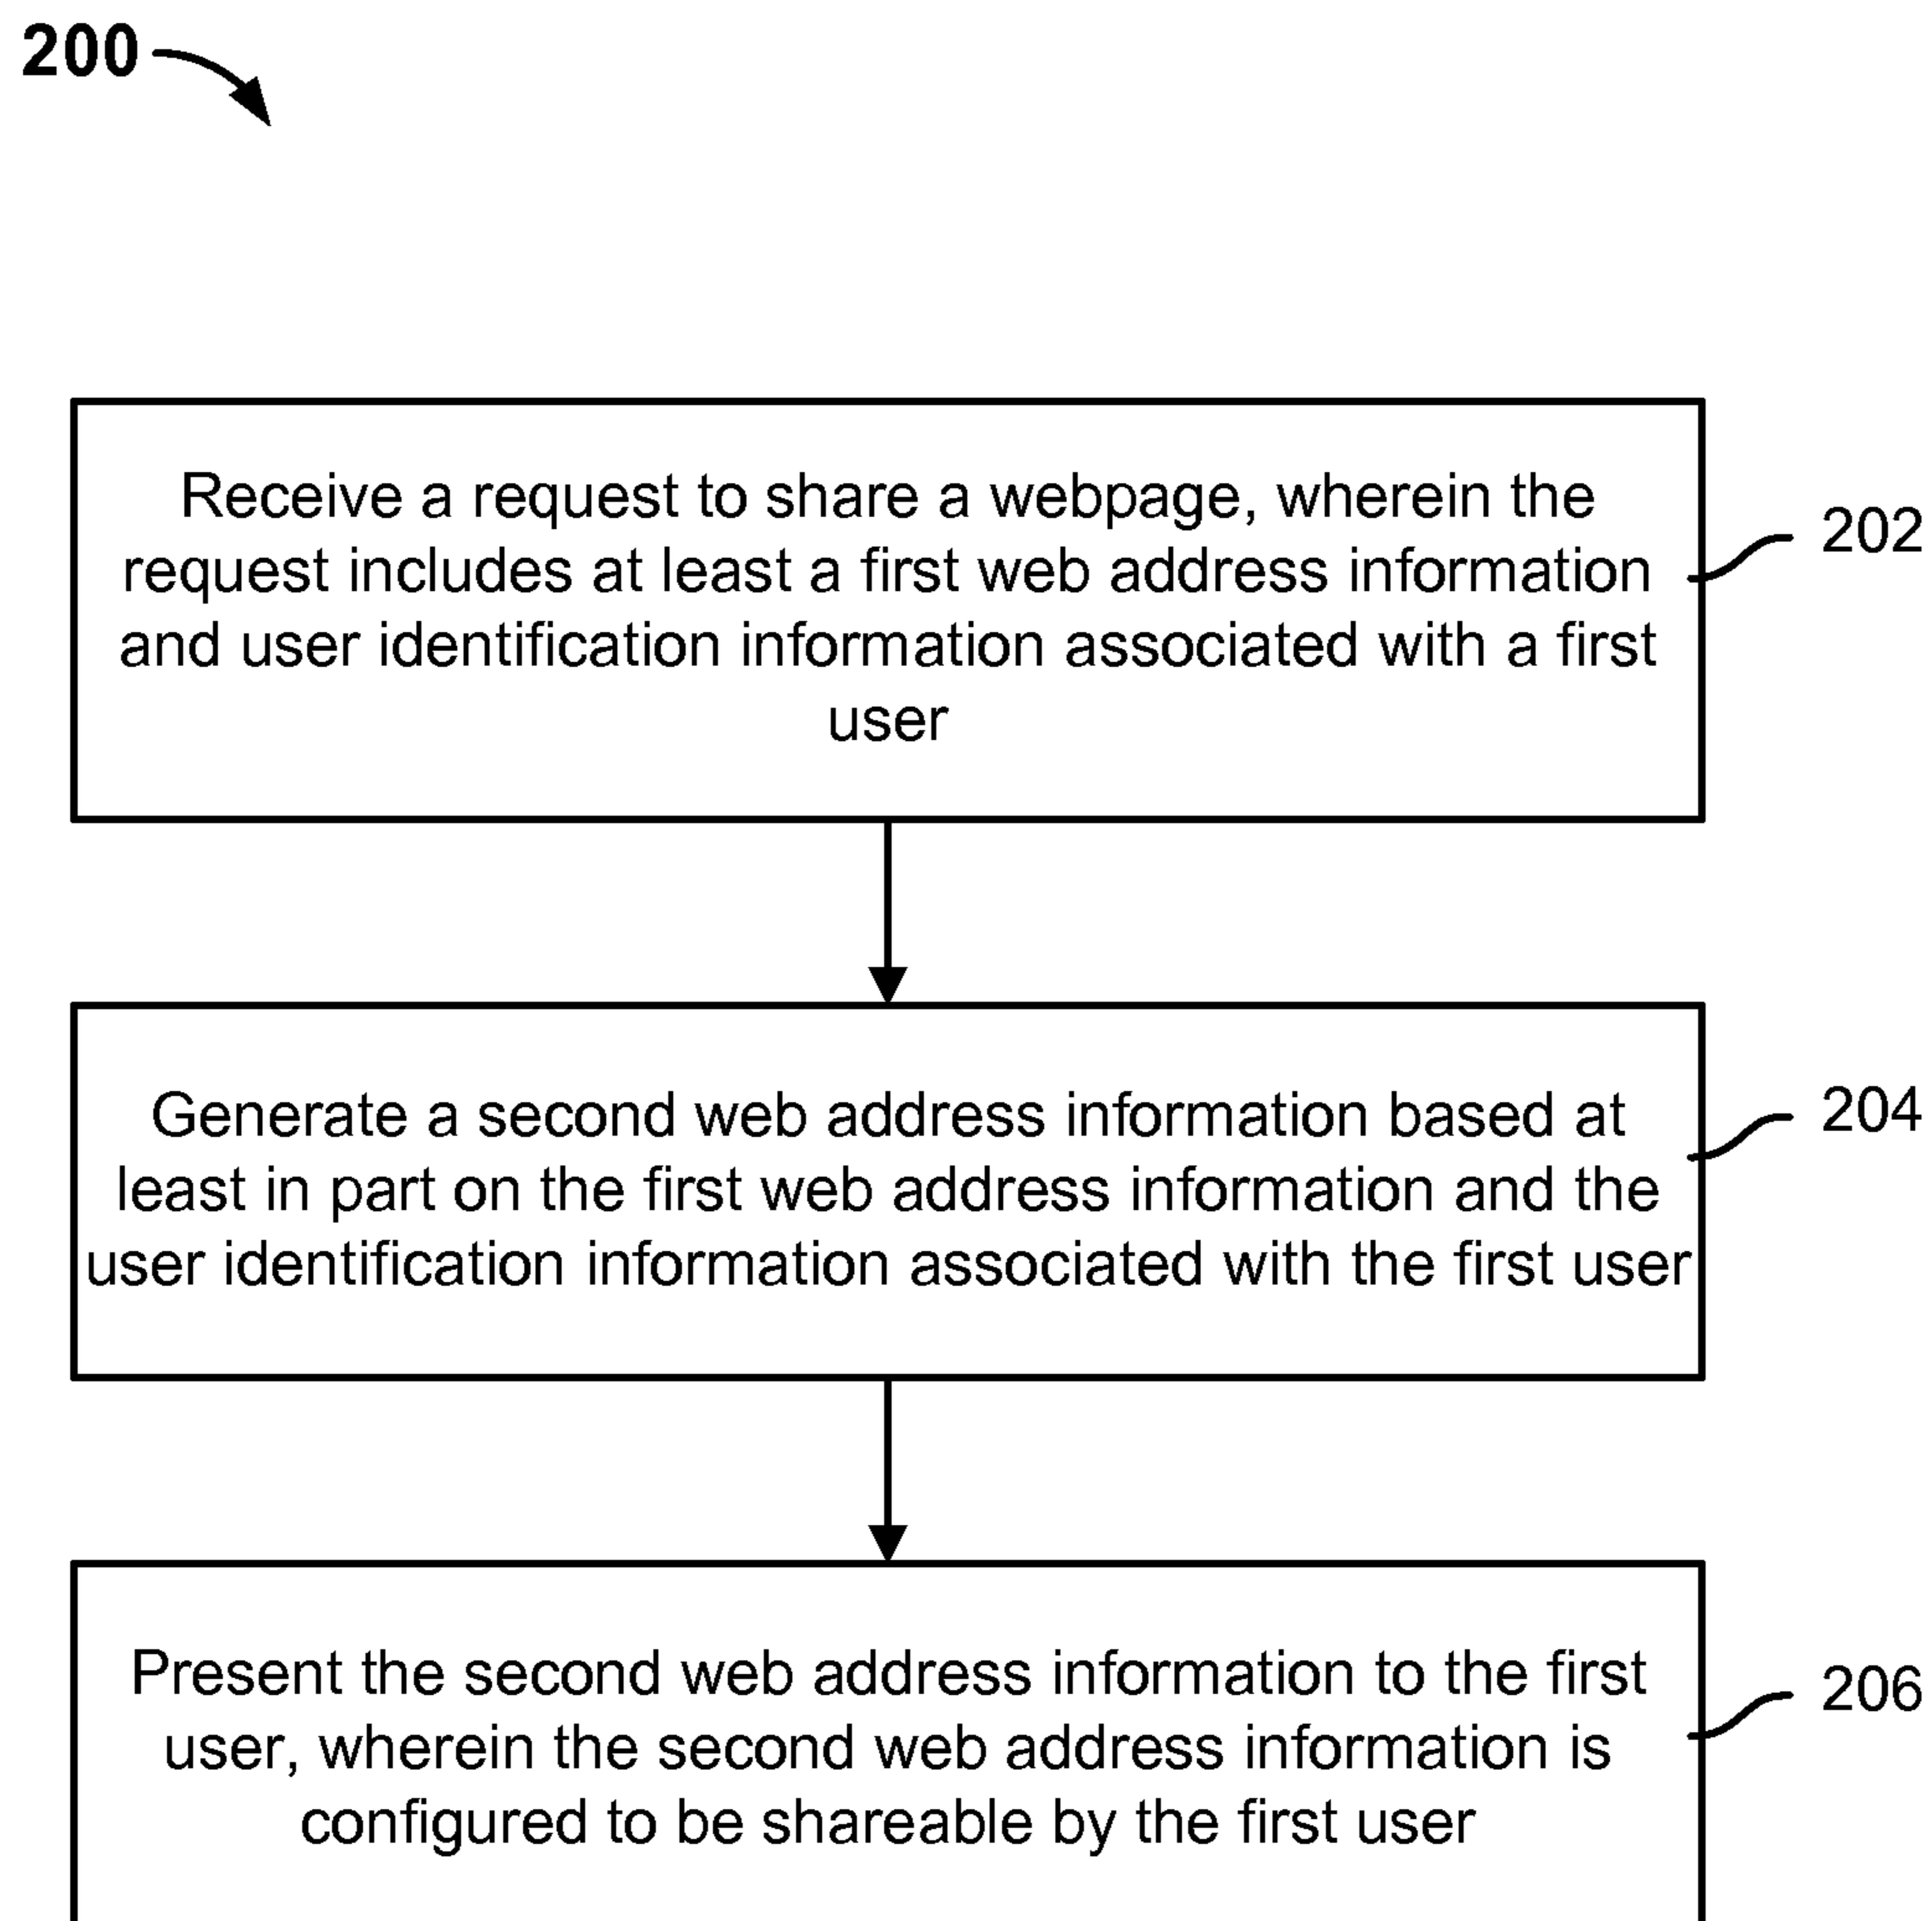 200
Receive a request to share a webpage, wherein the
request includes at least a first web address information
and user identification information associated with a first
user
202
Generate a second web address information based at
least in part on the first web address information and the
user identification information associated with the first user
204
Present the second web address information to the first
user, wherein the second web address information is
configured to be shareable by the first user
206